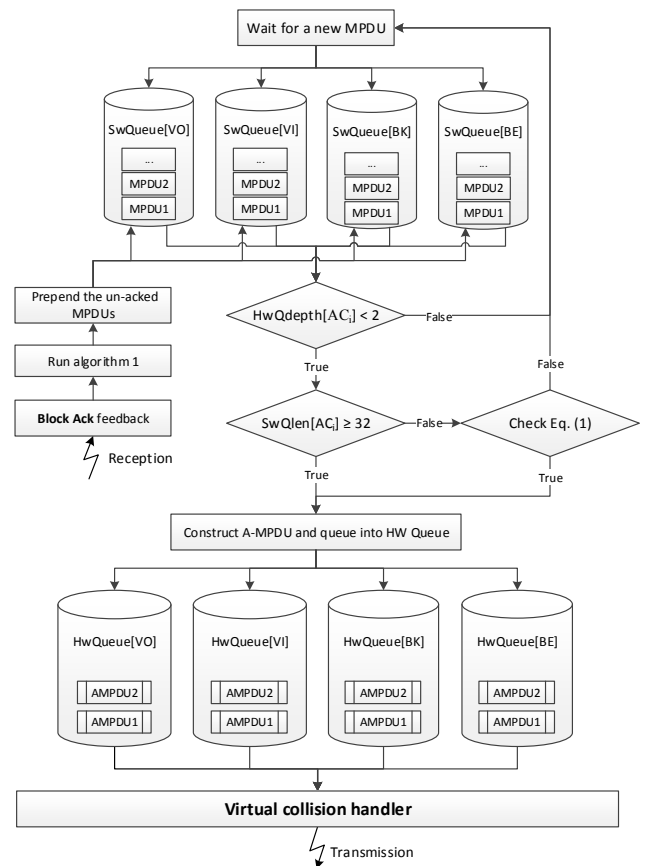 Wait for a new MPDU
SwQueue[VO]
SwQueue[VI]
SwQueue[BK]
SwQueue[BE]
...
...
...
...
MPDU2
MPDU2
MPDU2
MPDU2
MPDU1
MPDU1
MPDU1
MPDU1
Prepend the un-acked
MPDUs
HwQdepth[ACi] < 2
False
Run algorithm 1
True
False
Block Ack feedback
SwQlen[ACi] ≥ 32
False
Check Eq. (1)
Reception
True
True
Construct A-MPDU and queue into HW Queue
HwQueue[VO]
HwQueue[VI]
HwQueue[BK]
HwQueue[BE]
AMPDU2
AMPDU2
AMPDU2
AMPDU2
AMPDU1
AMPDU1
AMPDU1
AMPDU1
Virtual collision handler
Transmission